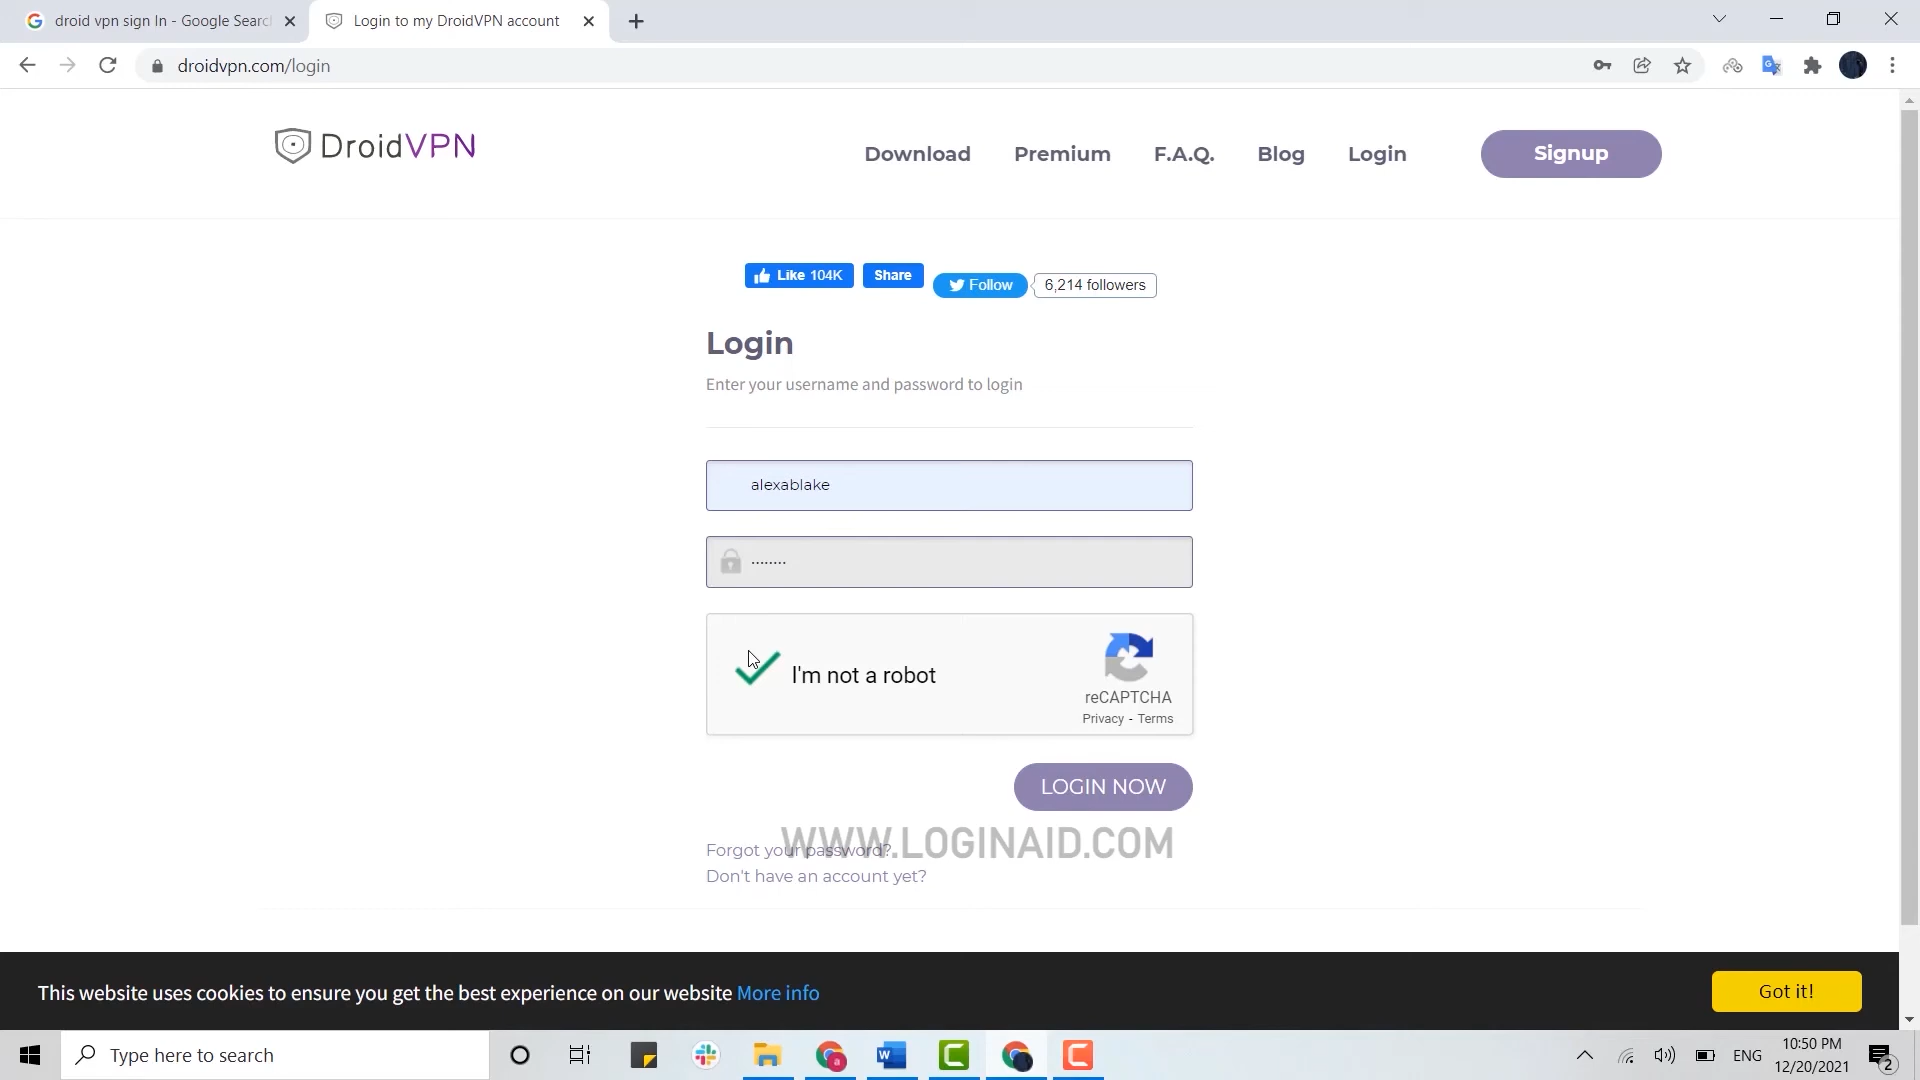 droid vpn sign In - Google Searc
Login to my DroidVPN account
droidvpn.com/login
DroidVPN
Download
Premium
F.A.Q.
Blog
Login
Signup
Like 104K
Share
Follow
6,214 followers
Login
Enter your username and password to login
alexablake
········
I'm not a robot
reCAPTCHA
Privacy - Terms
LOGIN NOW
WWW.LOGINAID.COM
Forgot your password?
Don't have an account yet?
This website uses cookies to ensure you get the best experience on our website More info
Got it!
Type here to search
ENG
10:50 PM
12/20/2021
2